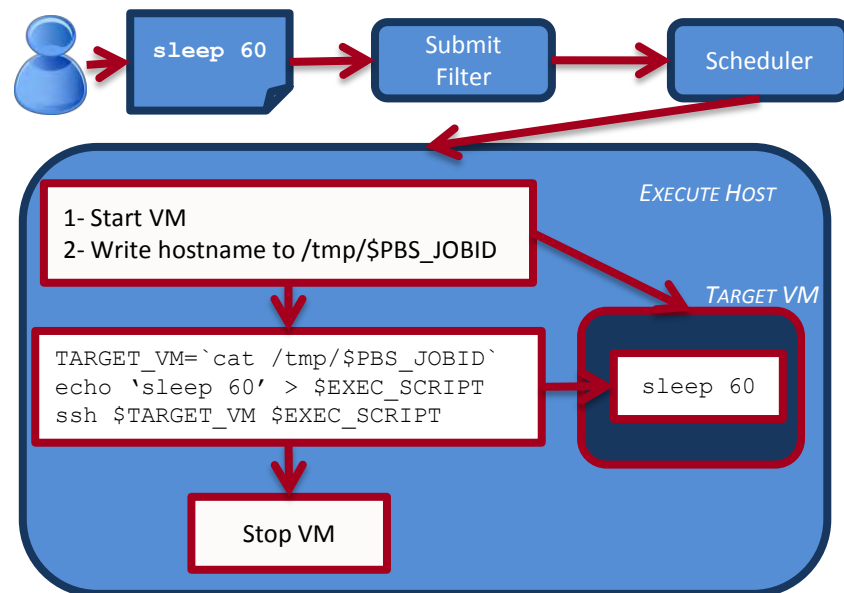 sleep 60
Submit
Filter
Scheduler
EXECUTE HOST
1- Start VM
2- Write hostname to /tmp/$PBS_JOBID
TARGET VM
TARGET_VM=`cat /tmp/$PBS_JOBID`
echo ‘sleep 60’ > $EXEC_SCRIPT
ssh $TARGET_VM $EXEC_SCRIPT
sleep 60
Stop VM